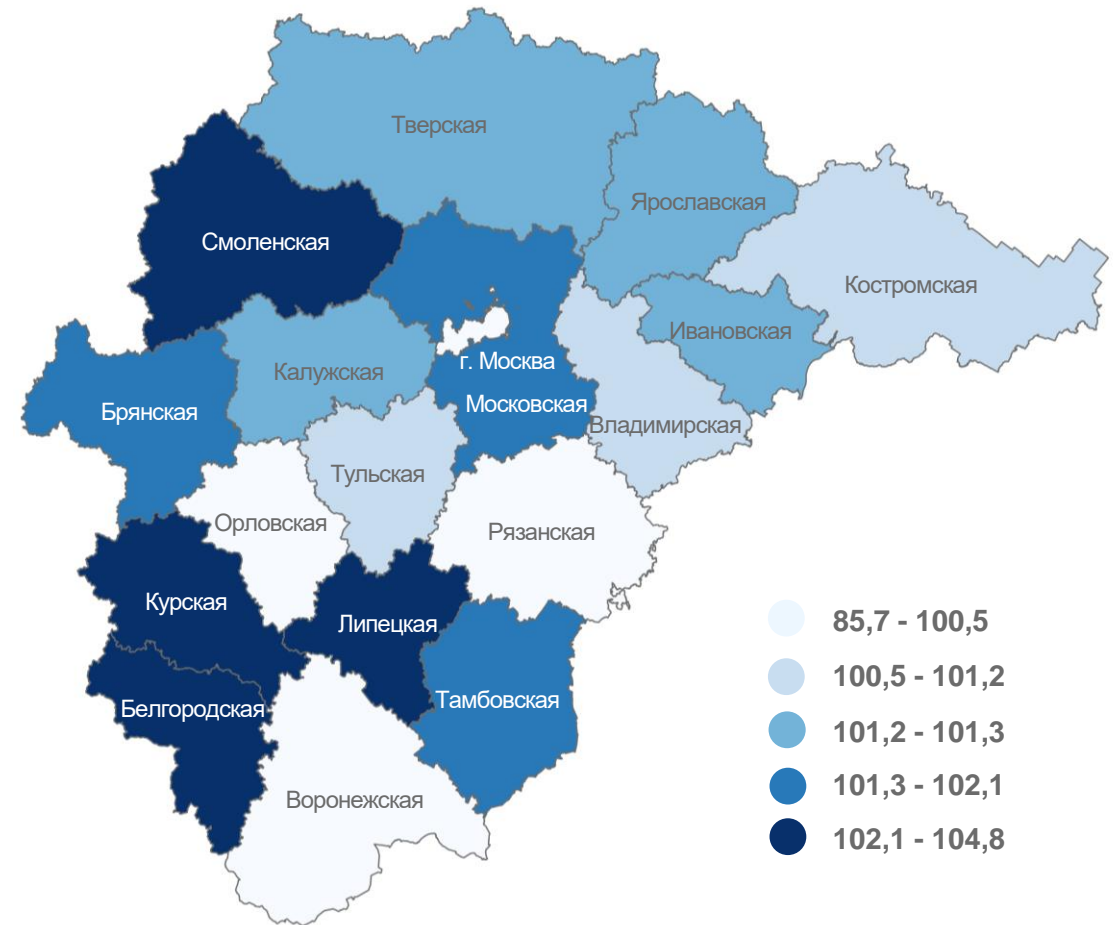 Тверская
Ярославская
Смоленская
Костромская
Ивановская
г. Москва
Калужская
Московская
Брянская
Владимирская
Тульская
Орловская
Рязанская
Курская
Липецкая
Тамбовская
Белгородская
Воронежская
85,7 - 100,5
100,5 - 101,2
101,2 - 101,3
101,3 - 102,1
102,1 - 104,8